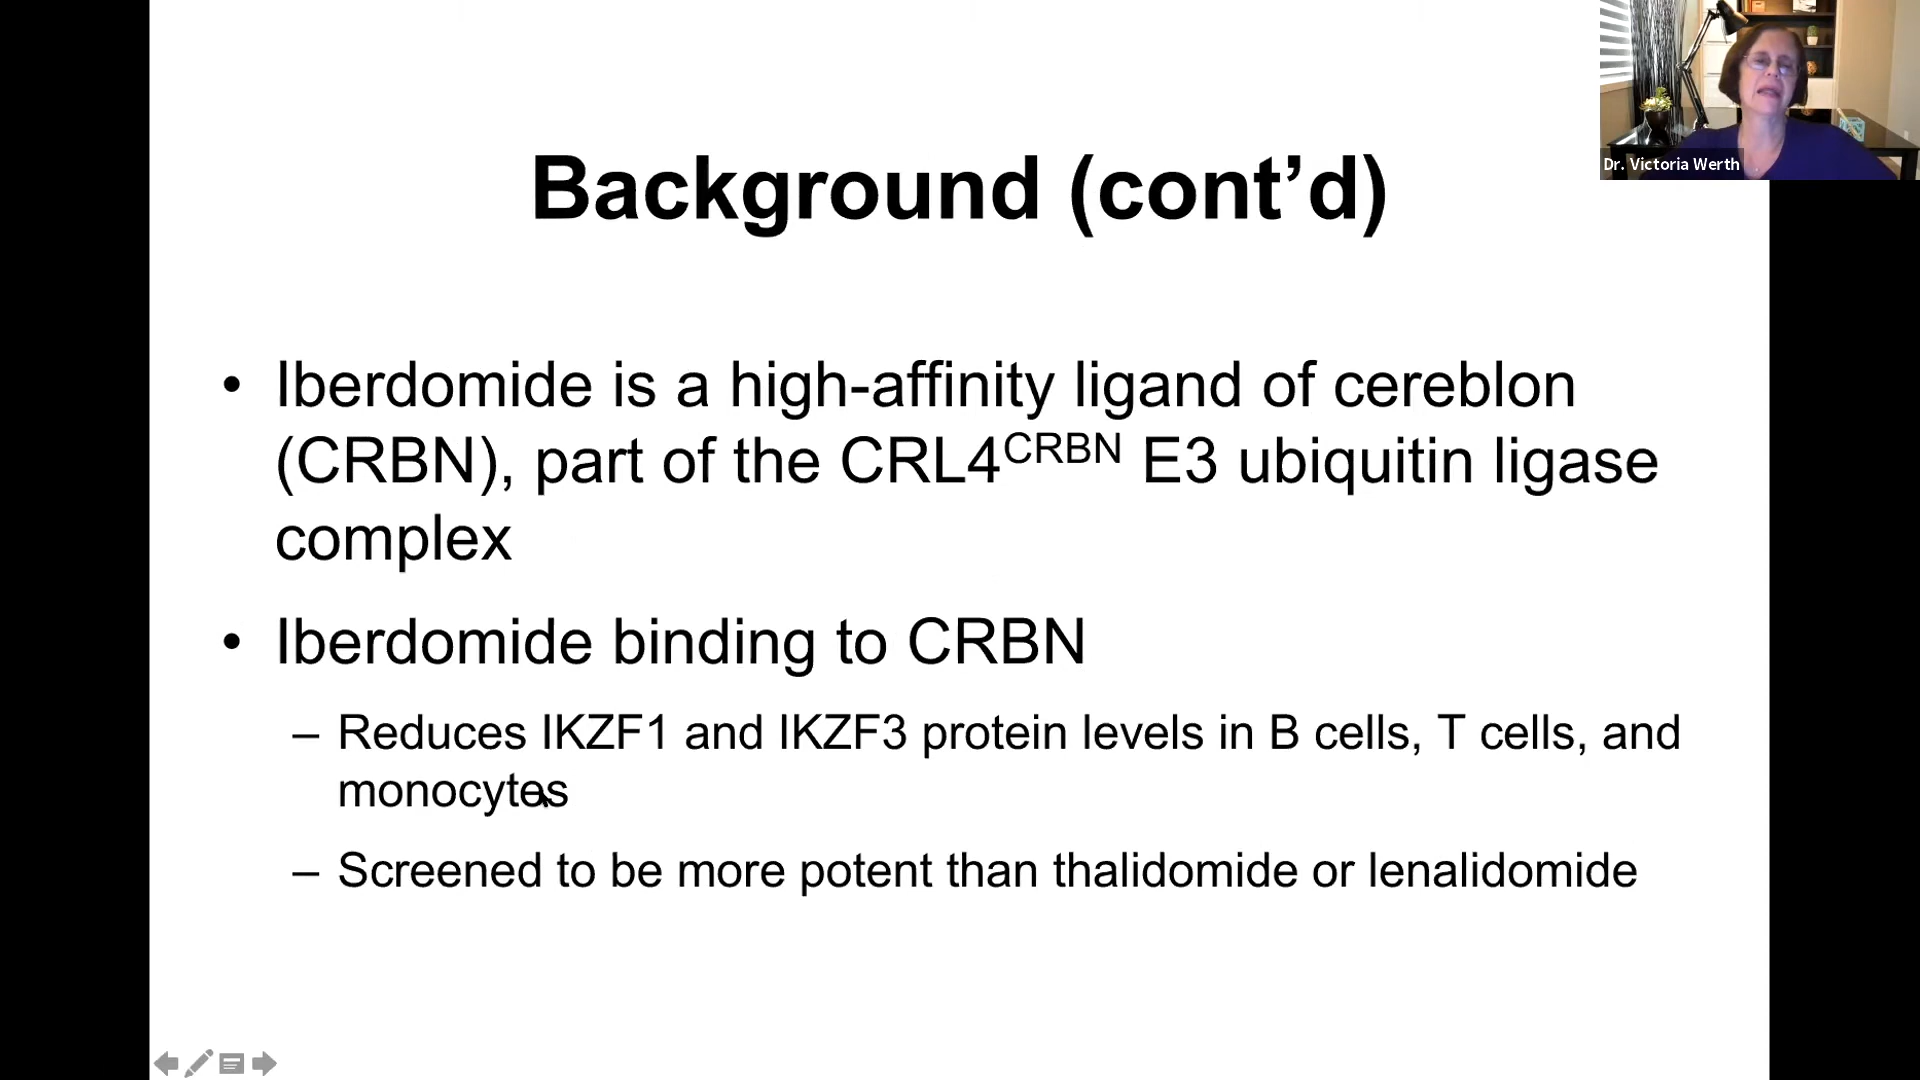 Dr. Victoria Werth
Background (cont’d)
• Iberdomide is a high-affinity ligand of cereblon
(CRBN), part of the CRL4CRBN E3 ubiquitin ligase
complex
• Iberdomide binding to CRBN
– Reduces IKZF1 and IKZF3 protein levels in B cells, T cells, and
monocytes
– Screened to be more potent than thalidomide or lenalidomide